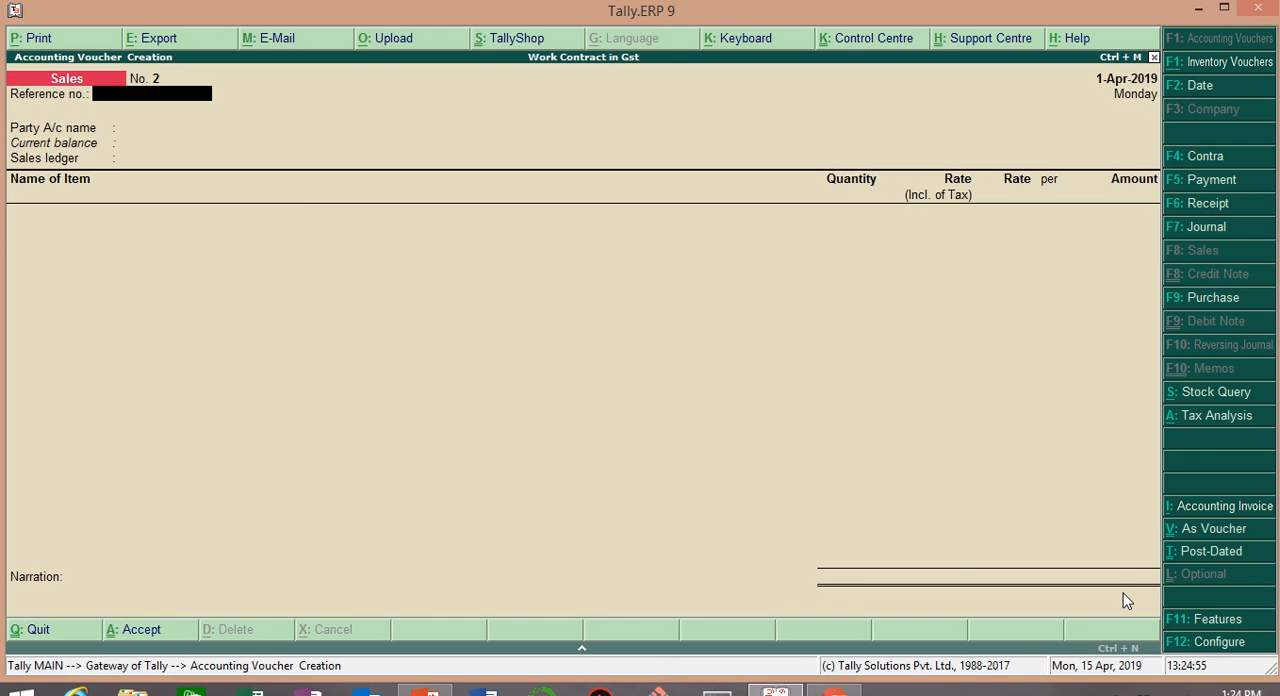 Tally.ERP 9
P: Print E: Export M: E-Mail O: Upload S: TallyShop G: Language K: Keyboard K: Control Centre H: Support Centre H: Help
Accounting Voucher Creation Work Contract in Gst Ctrl + M
Sales No. 2 1-Apr-2019
Reference no.: Monday
Party A/c name :
Current balance :
Sales ledger :
Name of Item Quantity Rate Rate per Amount
(Incl. of Tax)
Narration:
Q: Quit A: Accept D: Delete X: Cancel
Ctrl + N
Tally MAIN --> Gateway of Tally --> Accounting Voucher Creation (c) Tally Solutions Pvt. Ltd., 1988-2017 Mon, 15 Apr, 2019 13:24:55
F1: Accounting Vouchers
F1: Inventory Vouchers
F2: Date
F3: Company
F4: Contra
F5: Payment
F6: Receipt
F7: Journal
F8: Sales
F8: Credit Note
F9: Purchase
F9: Debit Note
F10: Reversing Journal
F10: Memos
S: Stock Query
A: Tax Analysis
I: Accounting Invoice
V: As Voucher
T: Post-Dated
L: Optional
F11: Features
F12: Configure
1:24 PM